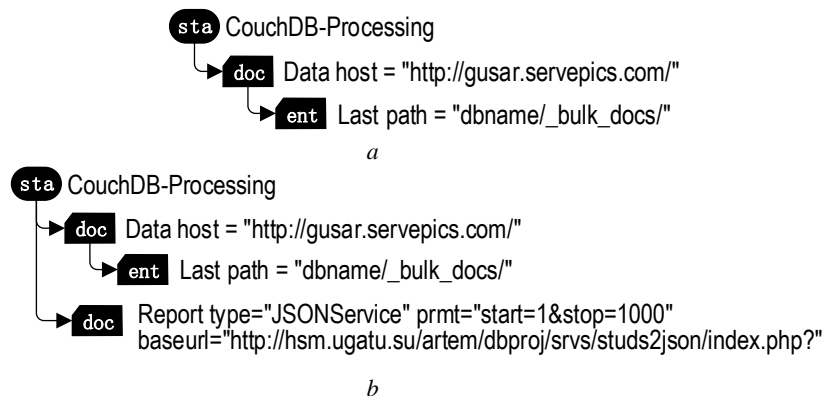 sta CouchDB-Processing
doc Data host = "http://gusar.servepics.com/"
ent Last path = "dbname/_bulk_docs/"
a
sta CouchDB-Processing
doc Data host = "http://gusar.servepics.com/"
ent Last path = "dbname/_bulk_docs/"
doc Report type="JSONService" prmt="start=1&stop=1000"
baseurl="http://hsm.ugatu.su/artem/dbproj/srvs/studs2json/index.php?"
b